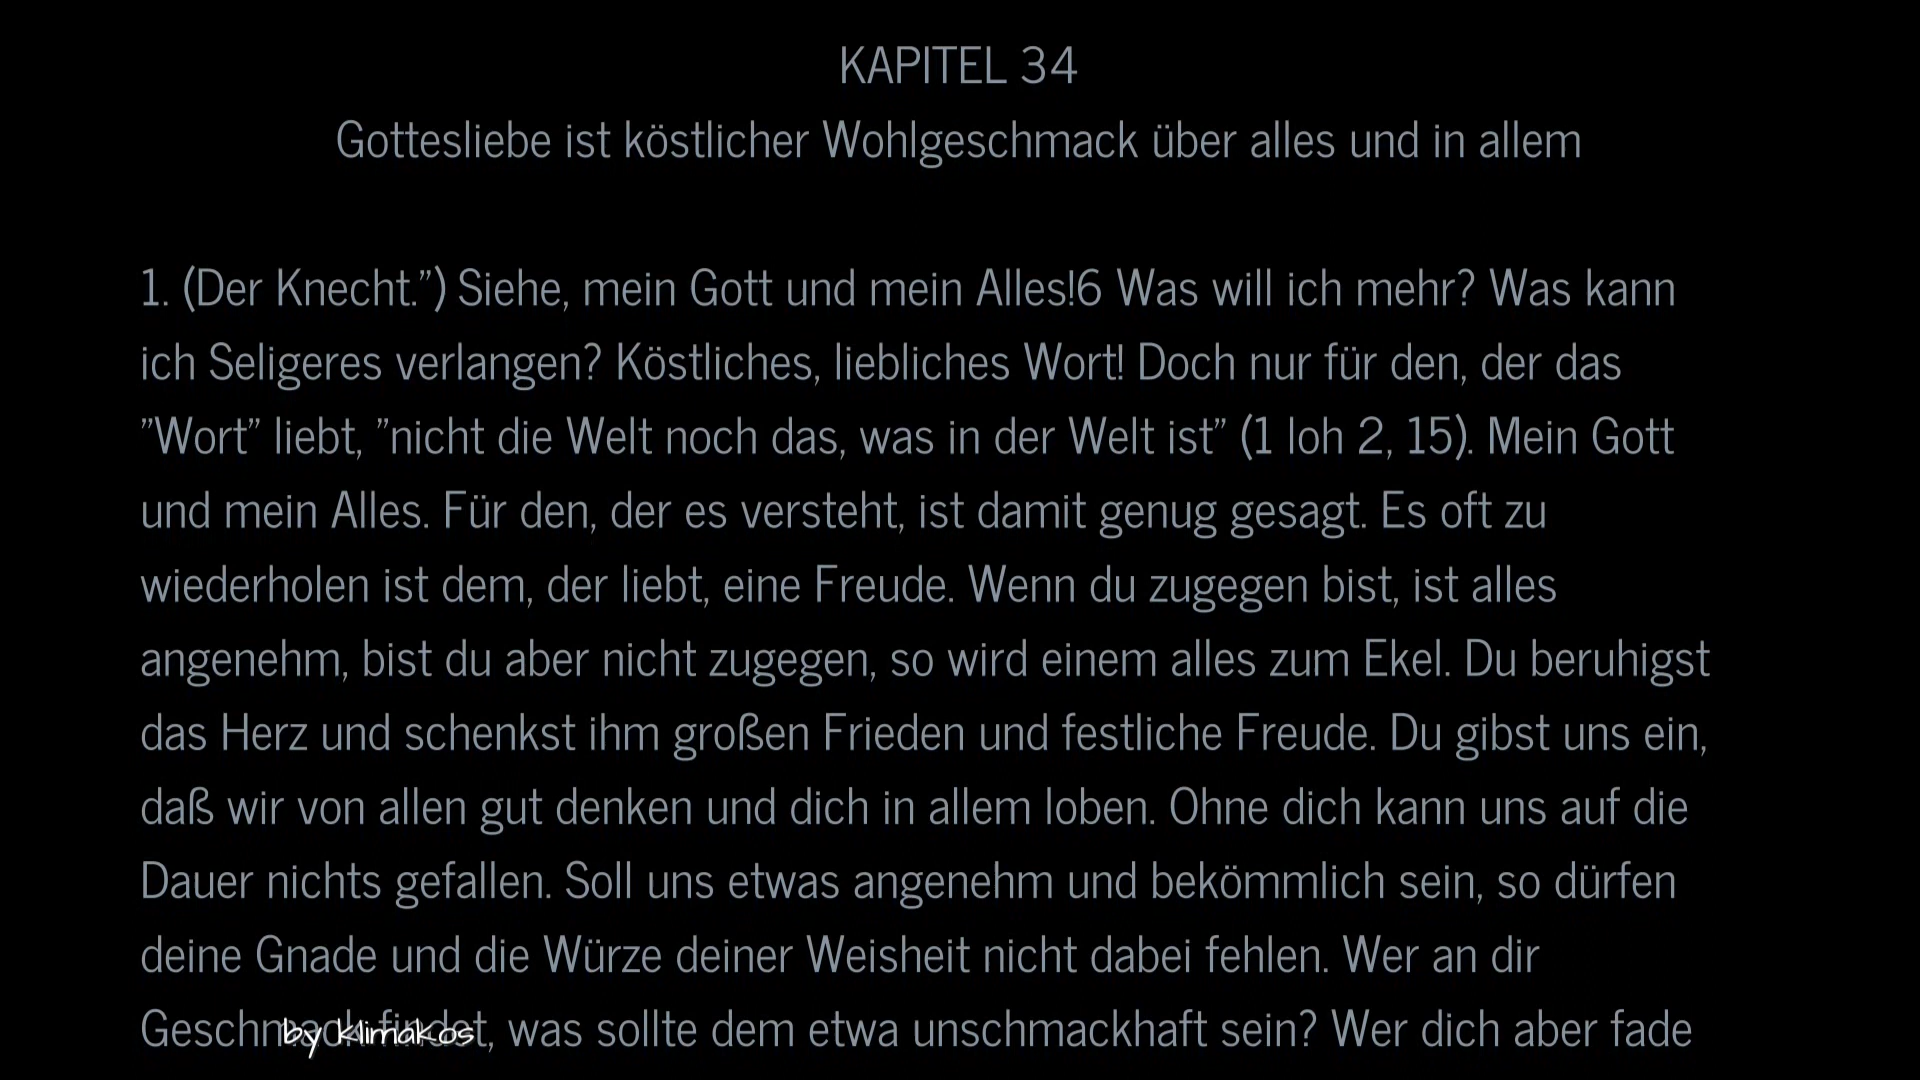 KAPITEL 34
Gottesliebe ist köstlicher Wohlgeschmack über alles und in allem
1. (Der Knecht.”) Siehe, mein Gott und mein Alles!6 Was will ich mehr? Was kann
ich Seligeres verlangen? Köstliches, liebliches Wort! Doch nur für den, der das
”Wort” liebt, ”nicht die Welt noch das, was in der Welt ist” (1 loh 2, 15). Mein Gott
und mein Alles. Für den, der es versteht, ist damit genug gesagt. Es oft zu
wiederholen ist dem, der liebt, eine Freude. Wenn du zugegen bist, ist alles
angenehm, bist du aber nicht zugegen, so wird einem alles zum Ekel. Du beruhigst
das Herz und schenkst ihm großen Frieden und festliche Freude. Du gibst uns ein,
daß wir von allen gut denken und dich in allem loben. Ohne dich kann uns auf die
Dauer nichts gefallen. Soll uns etwas angenehm und bekömmlich sein, so dürfen
deine Gnade und die Würze deiner Weisheit nicht dabei fehlen. Wer an dir
Geschmack findet, was sollte dem etwa unschmackhaft sein? Wer dich aber fade
by klimakos